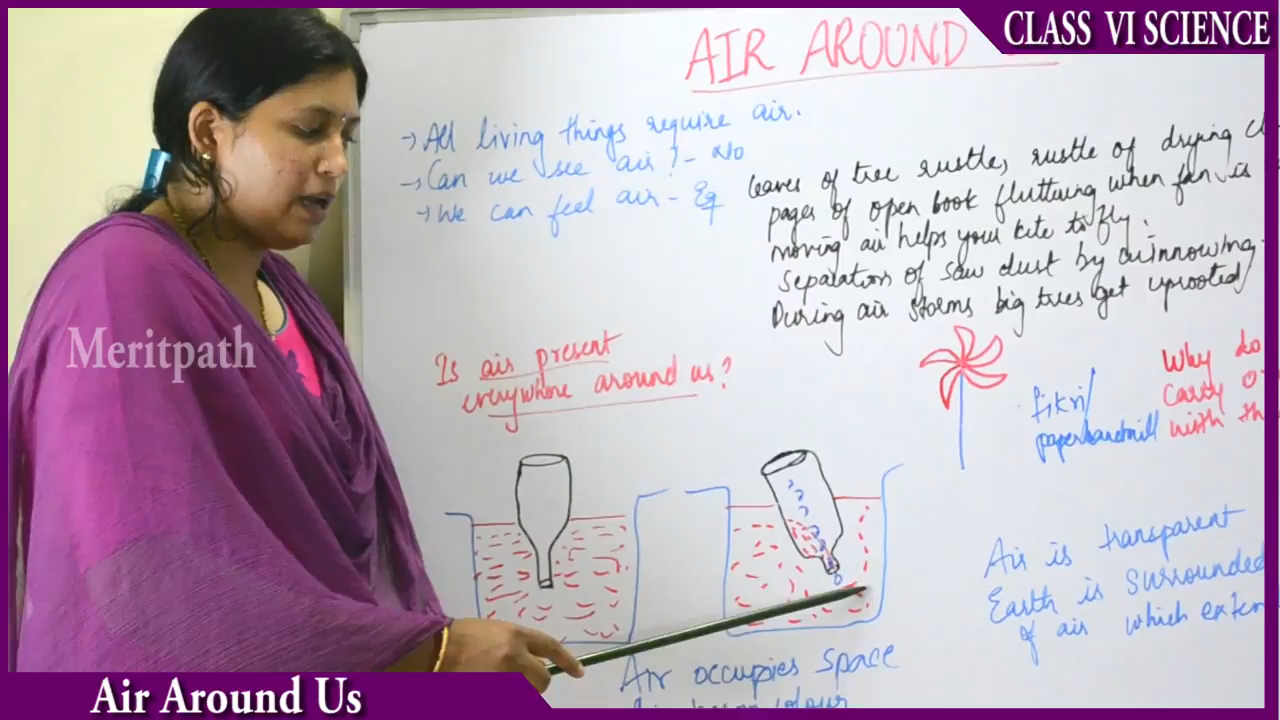 CLASS VI SCIENCE
AIR AROUND
→ All living things require air.
→ Can we see air? - No
→ We can feel air - Eg
leaves of tree rustle, rustle of drying
pages of open book fluttuing when fan is
moving air helps your kite to fly.
Separation of saw dust by winnowing.
During air storms big trees get uprooted
Meritpath
Is air present
everywhere around us?
firki/
Why do
carry
with th
Air is transparent
Earth is surrounded
of air which exten
Air occupies space
colour
Air Around Us